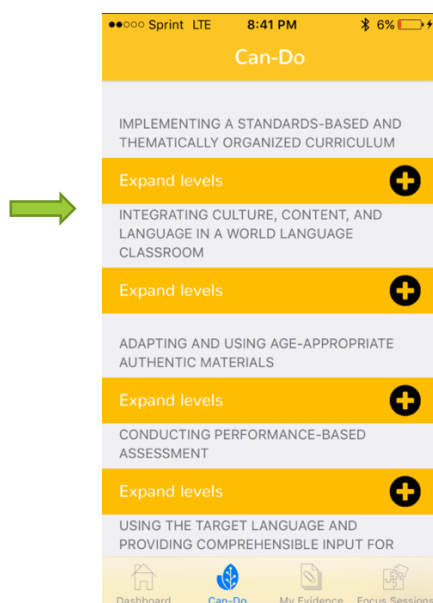 Sprint LTE 8:41 PM 6%
Can-Do
IMPLEMENTING A STANDARDS-BASED AND
THEMATICALLY ORGANIZED CURRICULUM
Expand levels
INTEGRATING CULTURE, CONTENT, AND
LANGUAGE IN A WORLD LANGUAGE
CLASSROOM
Expand levels
ADAPTING AND USING AGE-APPROPRIATE
AUTHENTIC MATERIALS
Expand levels
CONDUCTING PERFORMANCE-BASED
ASSESSMENT
Expand levels
USING THE TARGET LANGUAGE AND
PROVIDING COMPREHENSIBLE INPUT FOR
Dashboard Can-Do My Evidence Focus Sessions